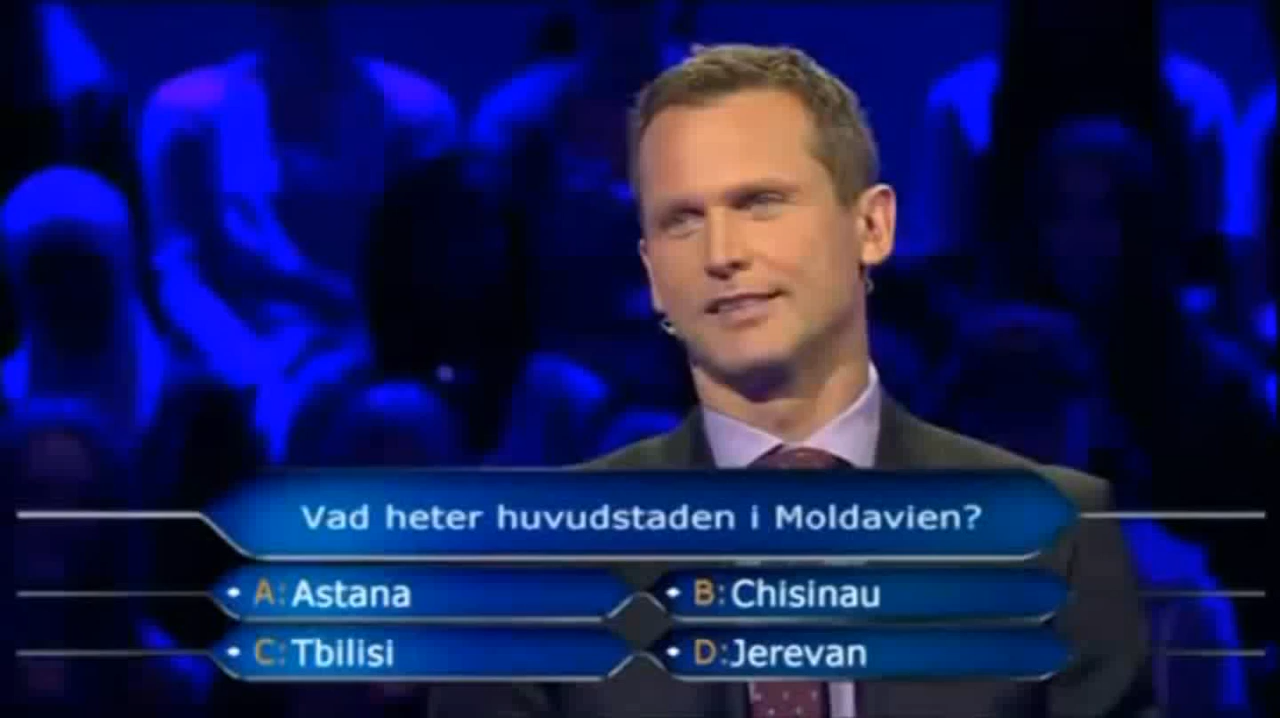 Vad heter huvudstaden i Moldavien?
A: Astana
B: Chisinau
C: Tbilisi
D: Jerevan